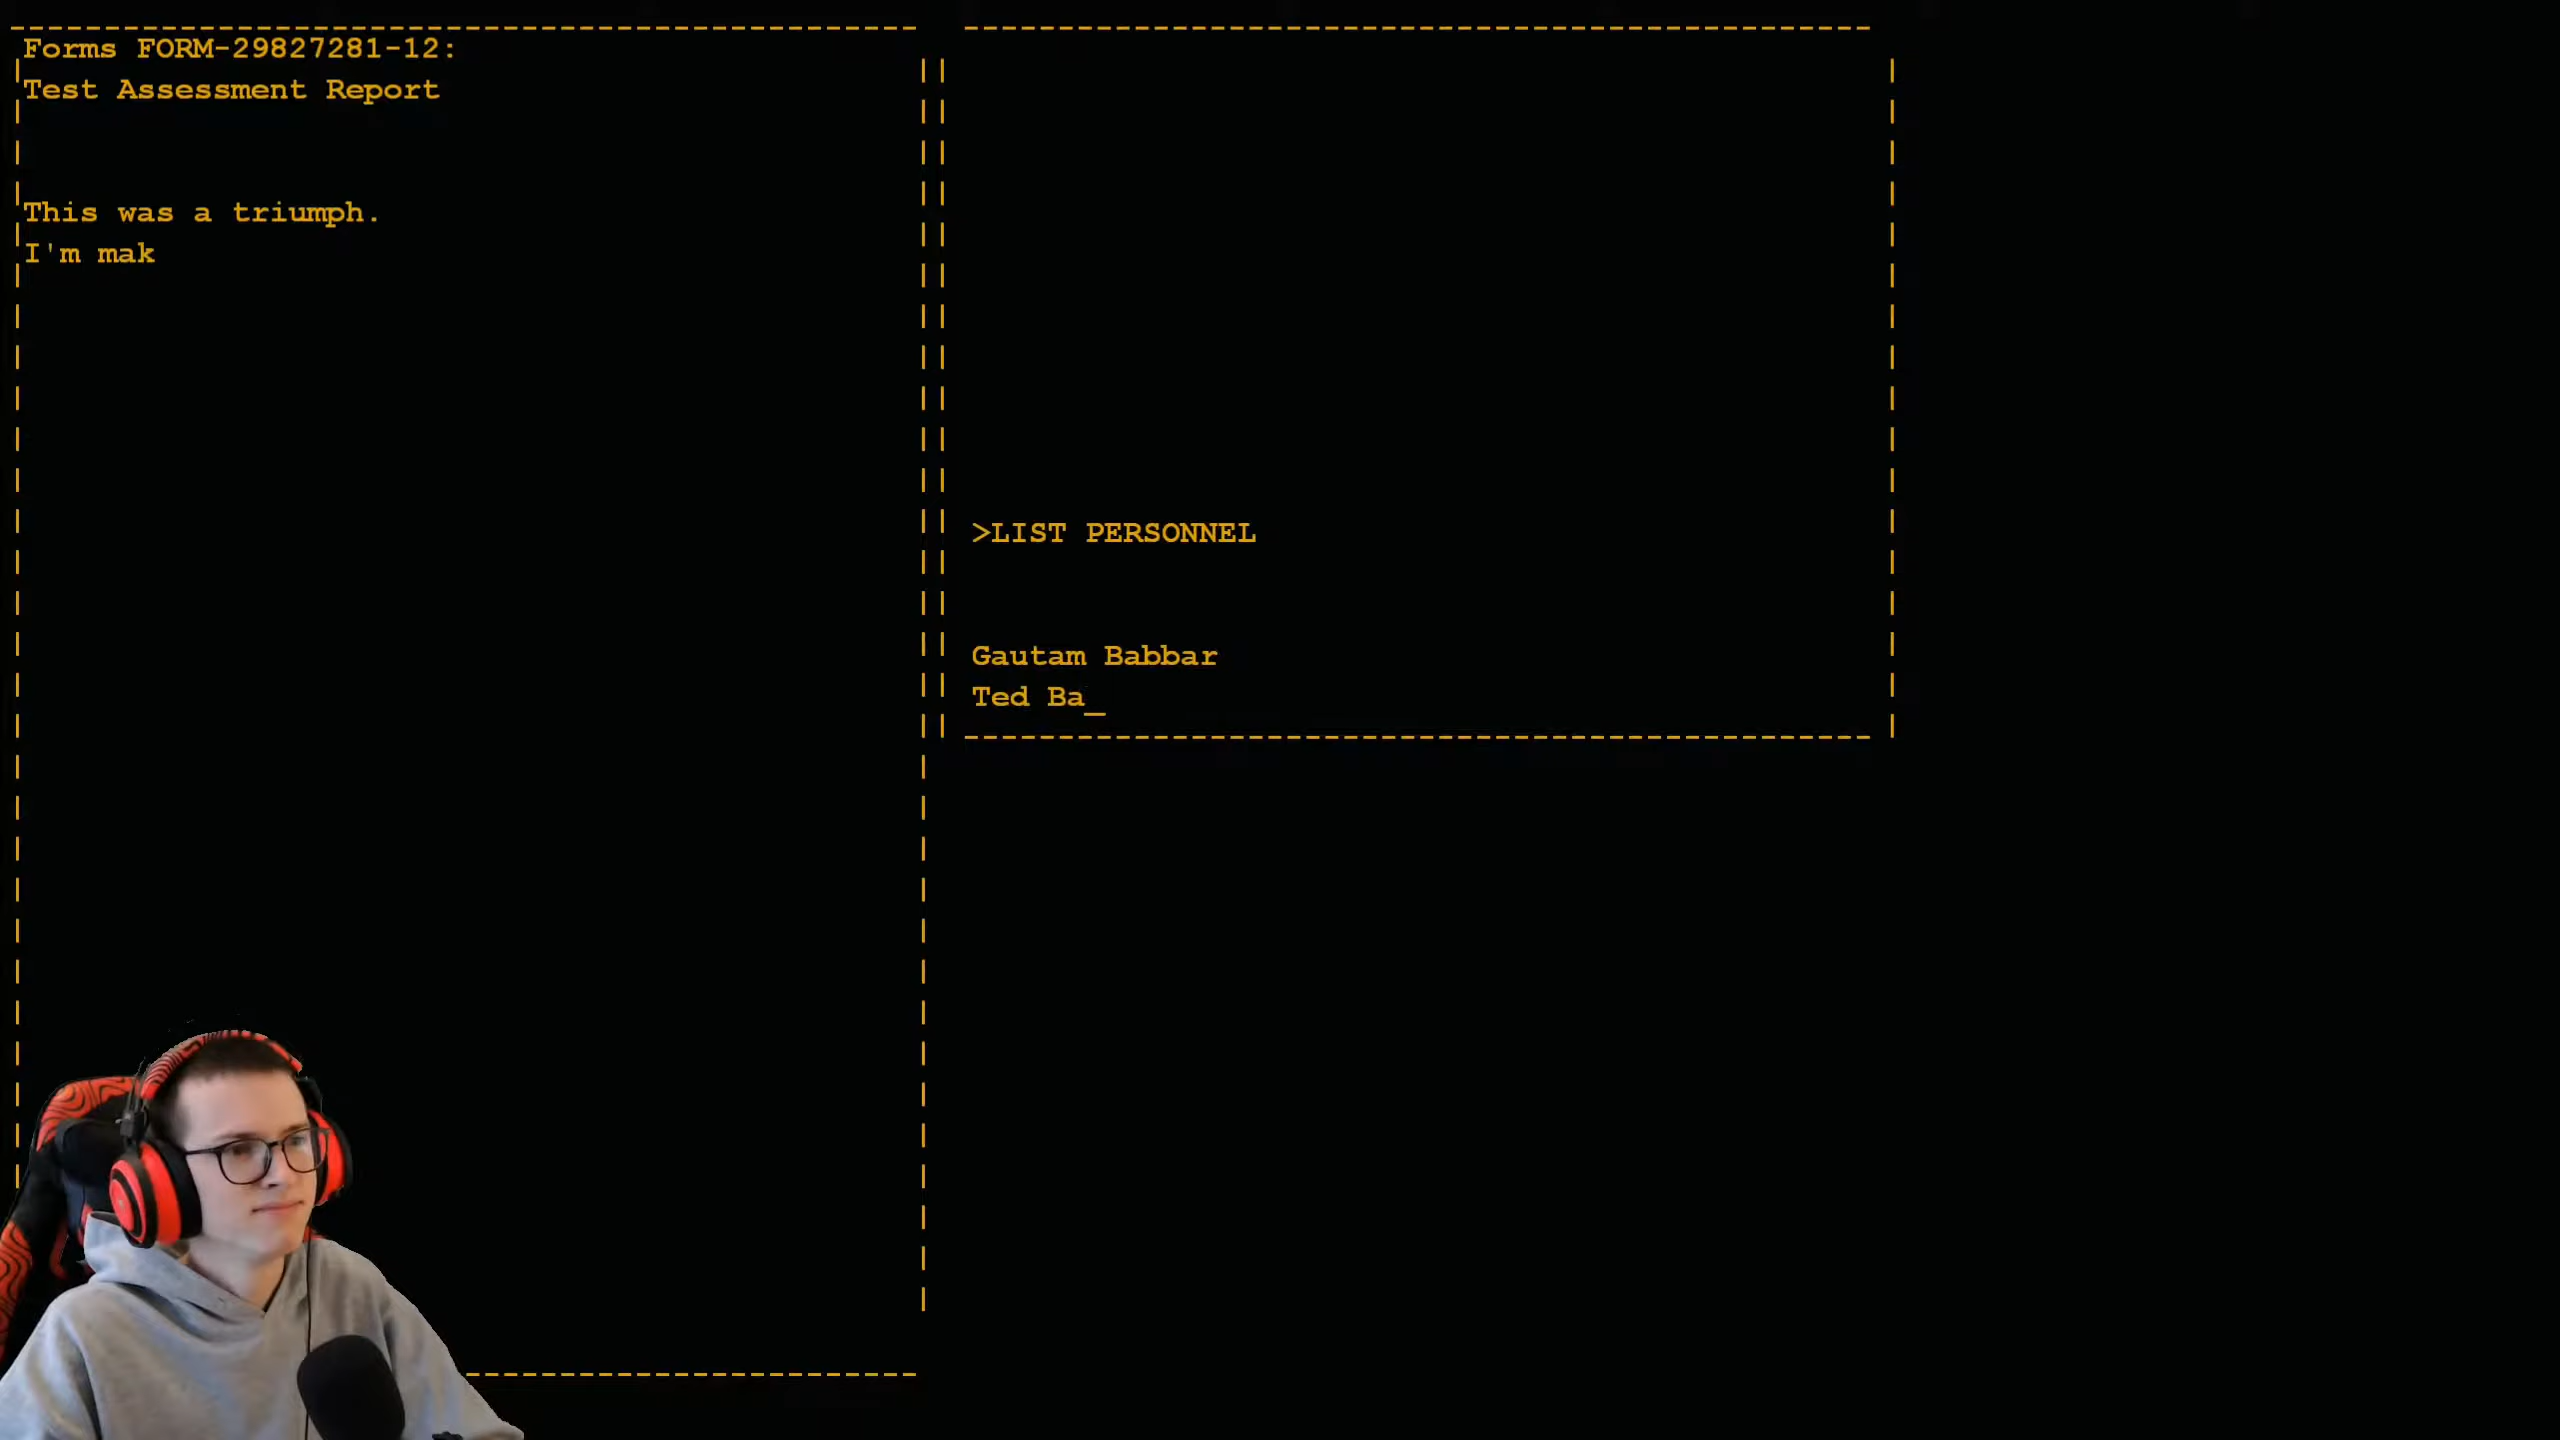 Forms FORM-29827281-12:
Test Assessment Report
This was a triumph.
I'm mak
>LIST PERSONNEL
Gautam Babbar
Ted Ba_